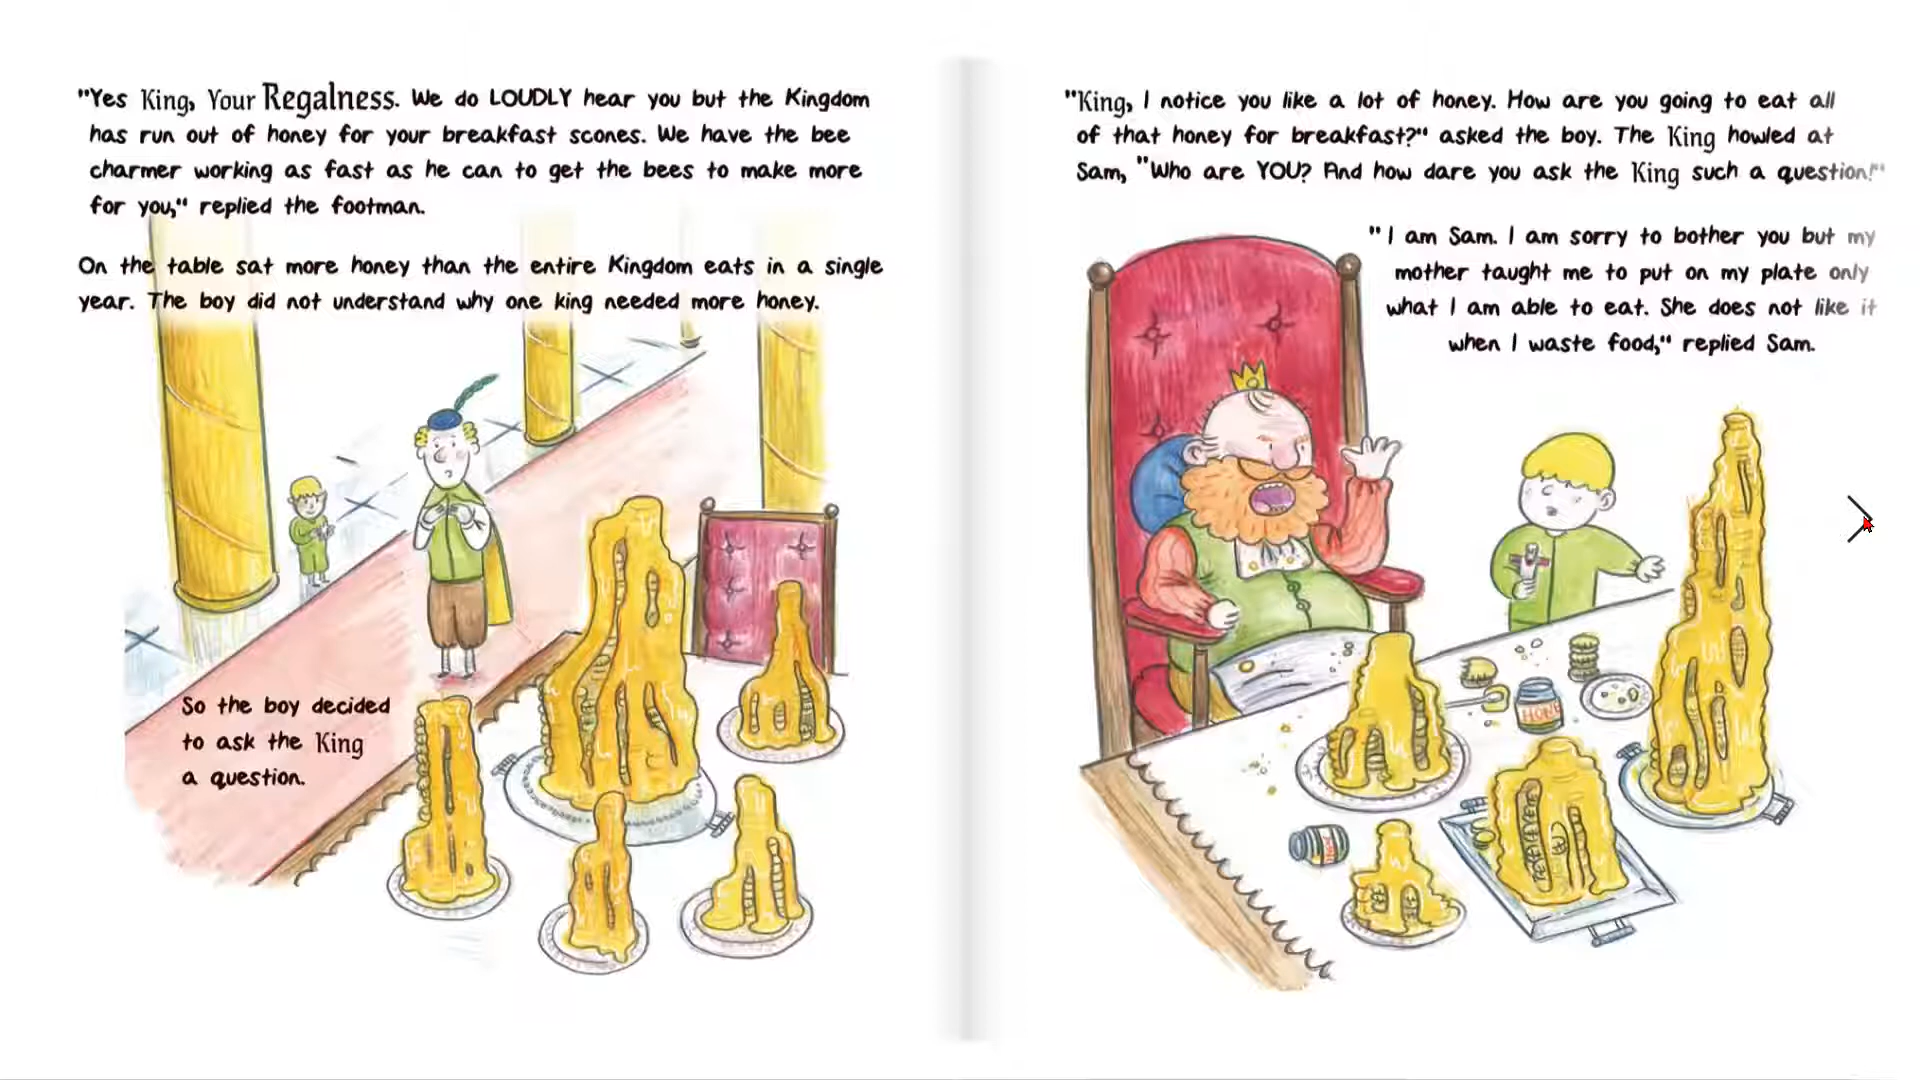 "Yes King, Your Regalness. We do LOUDLY hear you but the Kingdom
has run out of honey for your breakfast scones. We have the bee
charmer working as fast as he can to get the bees to make more
for you," replied the footman.
On the table sat more honey than the entire Kingdom eats in a single
year. The boy did not understand why one king needed more honey.
So the boy decided
to ask the King
a question.
"King, I notice you like a lot of honey. How are you going to eat all
of that honey for breakfast?" asked the boy. The King howled at
Sam, "Who are YOU? And how dare you ask the King such a question!"
"I am Sam. I am sorry to bother you but my
mother taught me to put on my plate only
what I am able to eat. She does not like it
when I waste food," replied Sam.